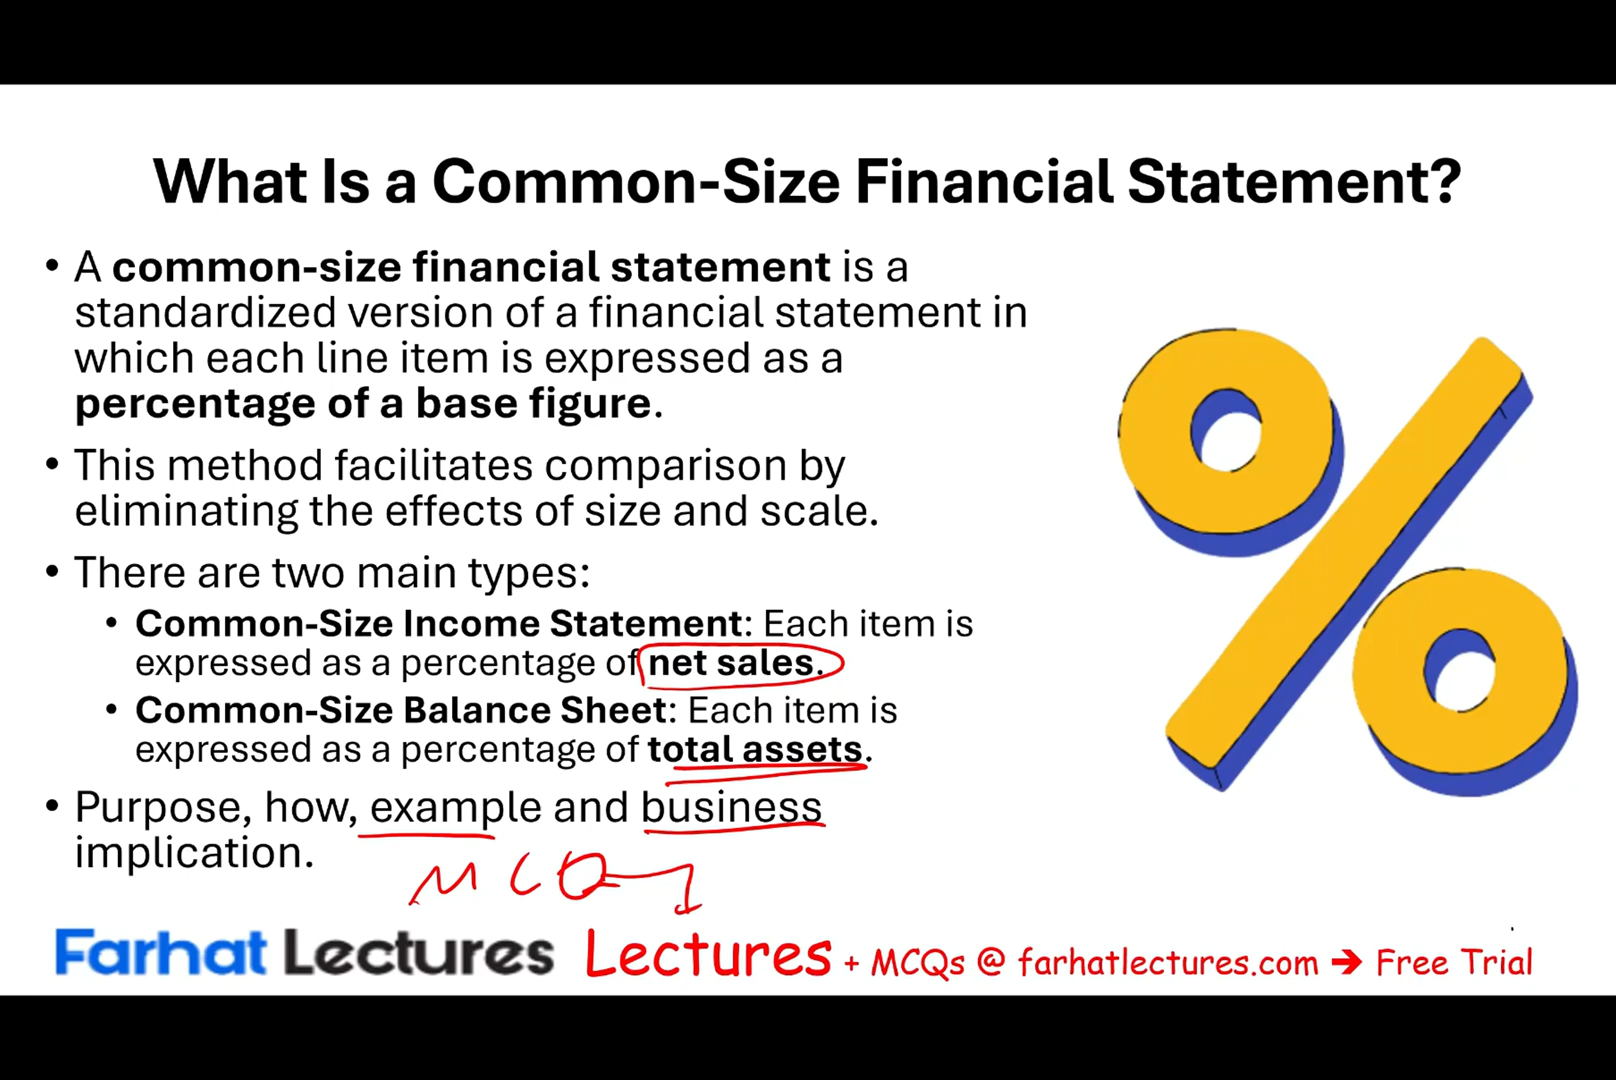 What Is a Common-Size Financial Statement?
• A common-size financial statement is a
standardized version of a financial statement in
which each line item is expressed as a
percentage of a base figure.
• This method facilitates comparison by
eliminating the effects of size and scale.
• There are two main types:
• Common-Size Income Statement: Each item is
expressed as a percentage of net sales.
• Common-Size Balance Sheet: Each item is
expressed as a percentage of total assets.
• Purpose, how, example and business
implication.
MCQ
Farhat Lectures Lectures + MCQs @ farhatlectures.com ➔ Free Trial